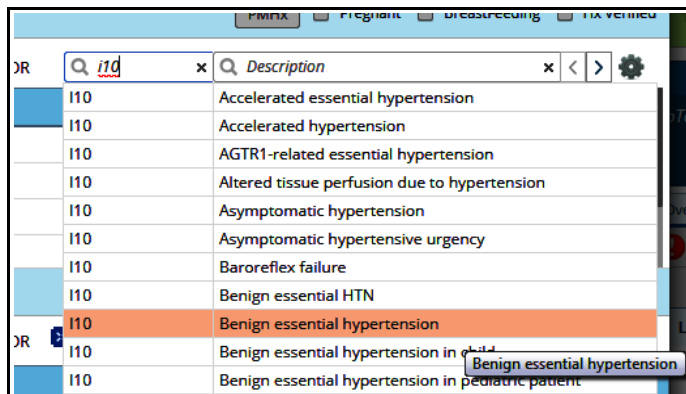 PMHx Pregnant Breastfeeding Hx Verified
OR i10 x Description x < >
I10 Accelerated essential hypertension
I10 Accelerated hypertension
I10 AGTR1-related essential hypertension
I10 Altered tissue perfusion due to hypertension
I10 Asymptomatic hypertension
I10 Asymptomatic hypertensive urgency
I10 Baroreflex failure
I10 Benign essential HTN
I10 Benign essential hypertension
OR
I10 Benign essential hypertension in child
Benign essential hypertension
I10 Benign essential hypertension in pediatric patient